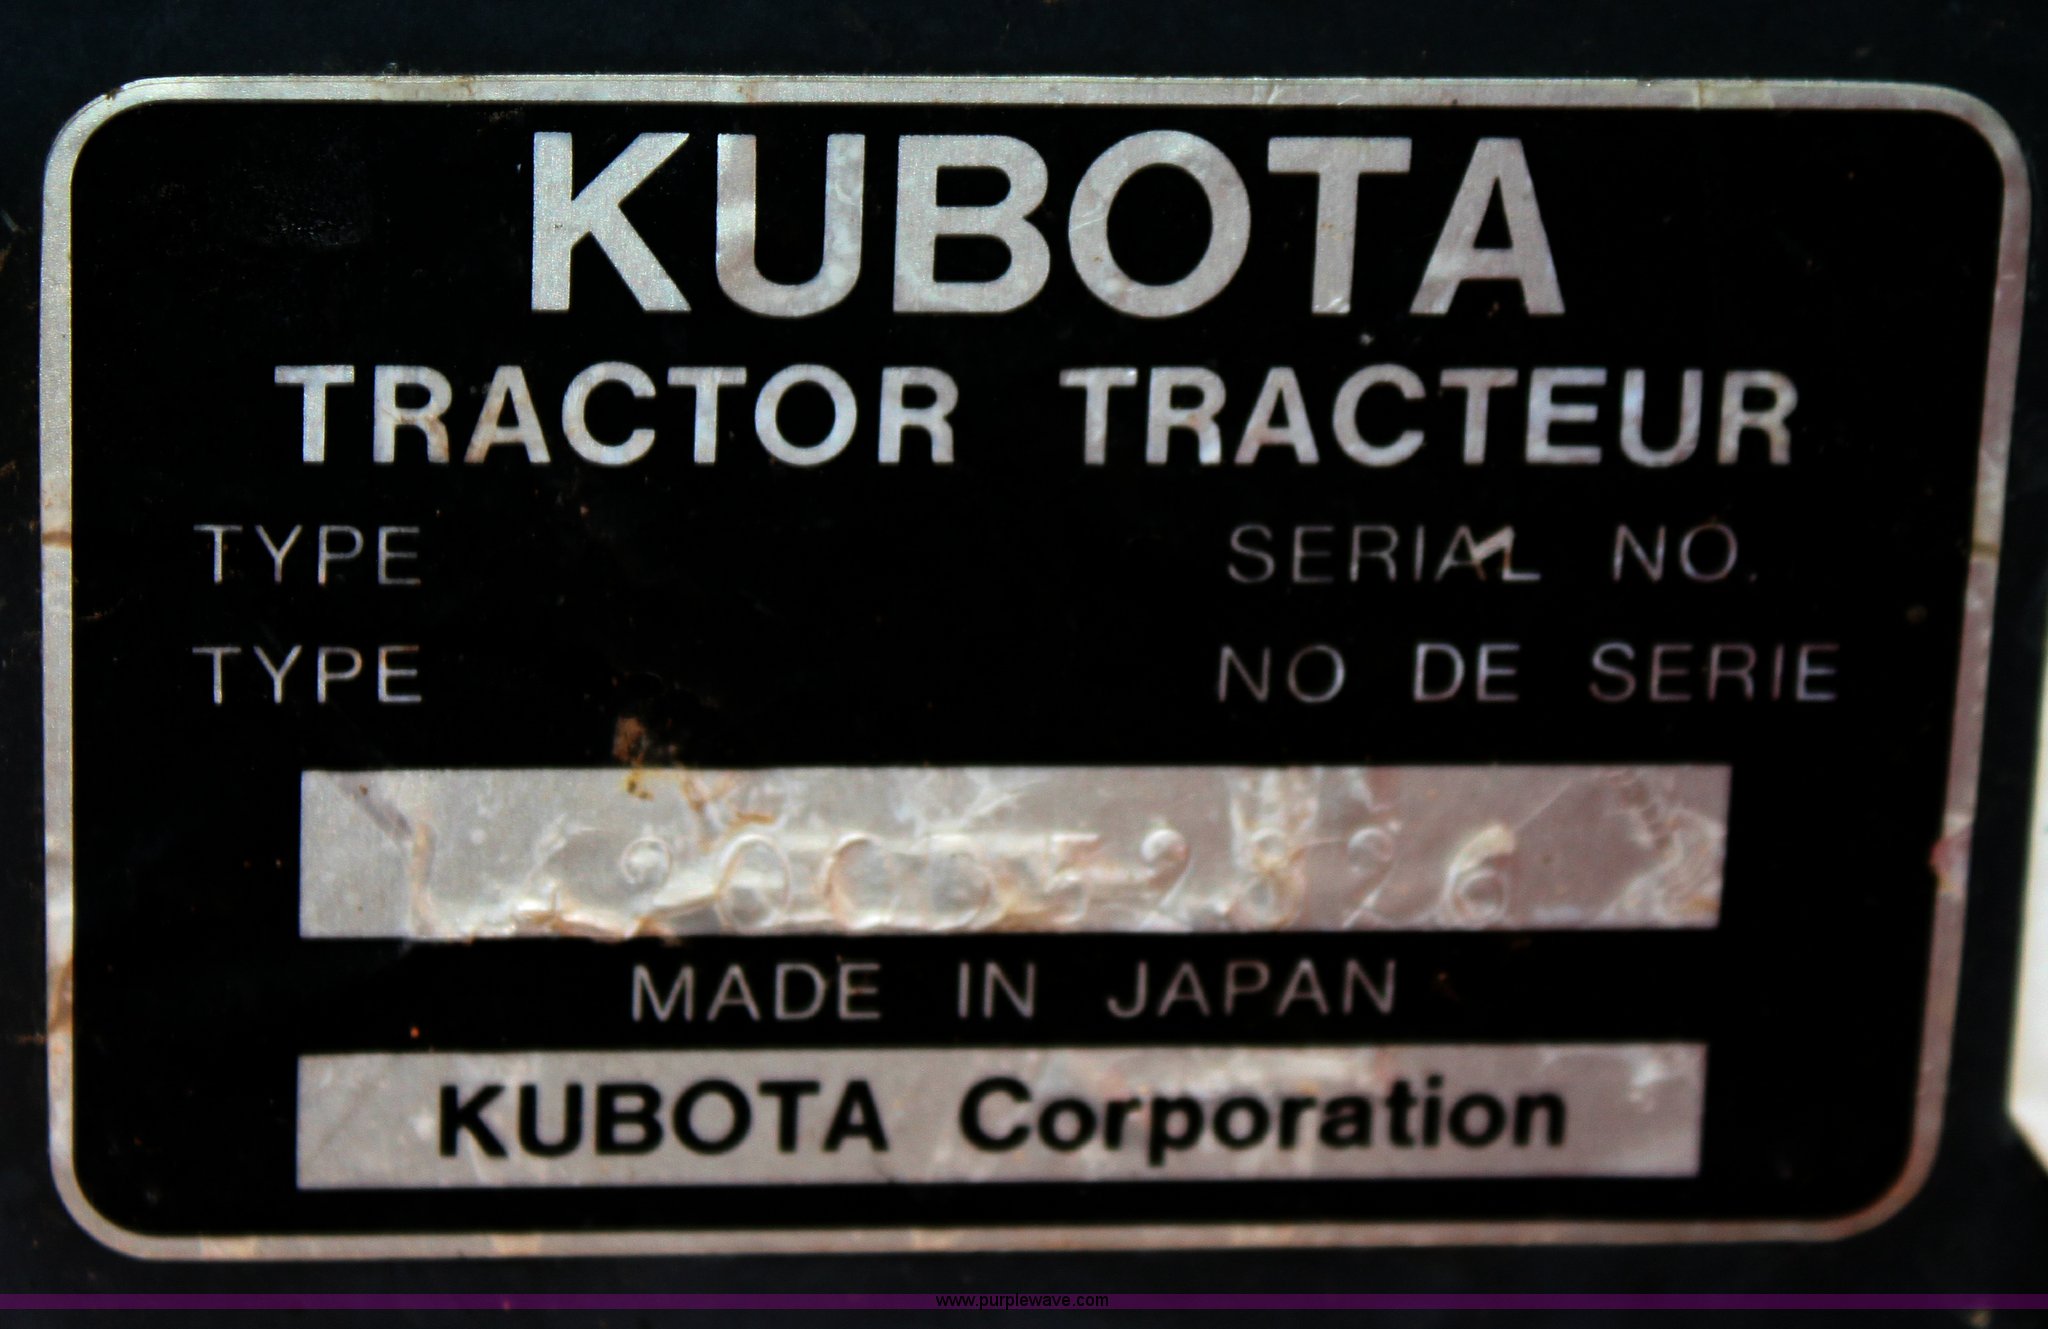 KUBOTA
TRACTOR TRACTEUR
TYPE SERIAL NO.
TYPE NO DE SERIE
MADE IN JAPAN
KUBOTA Corporation
www.purplewave.com